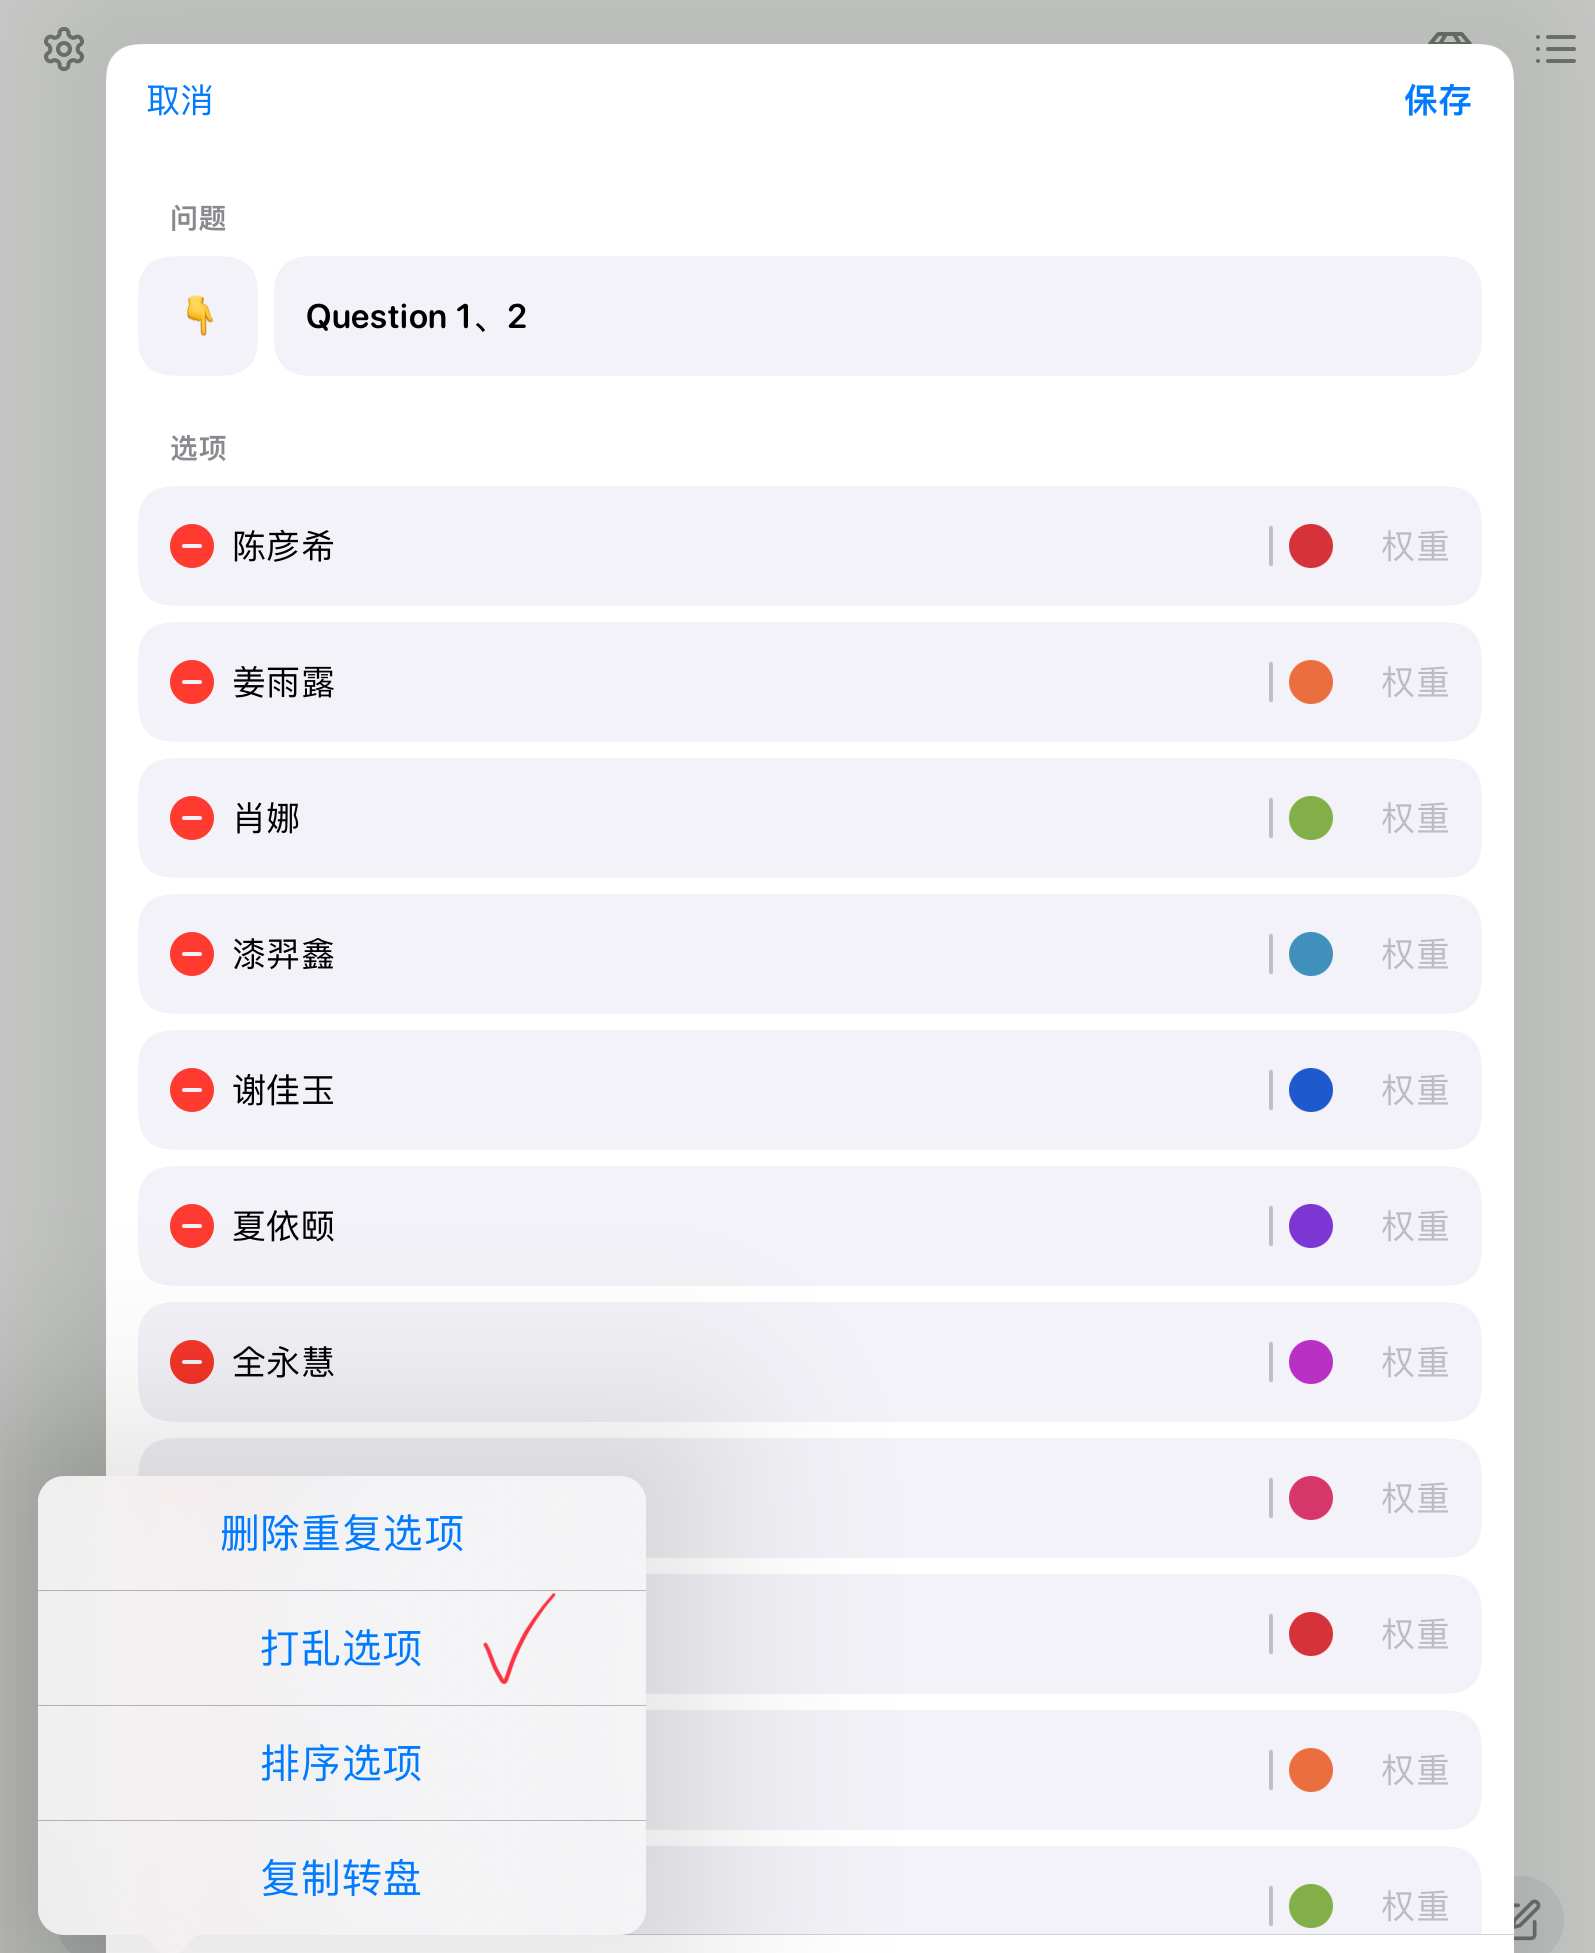 取消
保存
问题
Question 1、2
选项
陈彦希 权重
姜雨露 权重
肖娜 权重
漆羿鑫 权重
谢佳玉 权重
夏依颐 权重
全永慧 权重
权重
删除重复选项
权重
打乱选项
权重
排序选项
复制转盘
权重